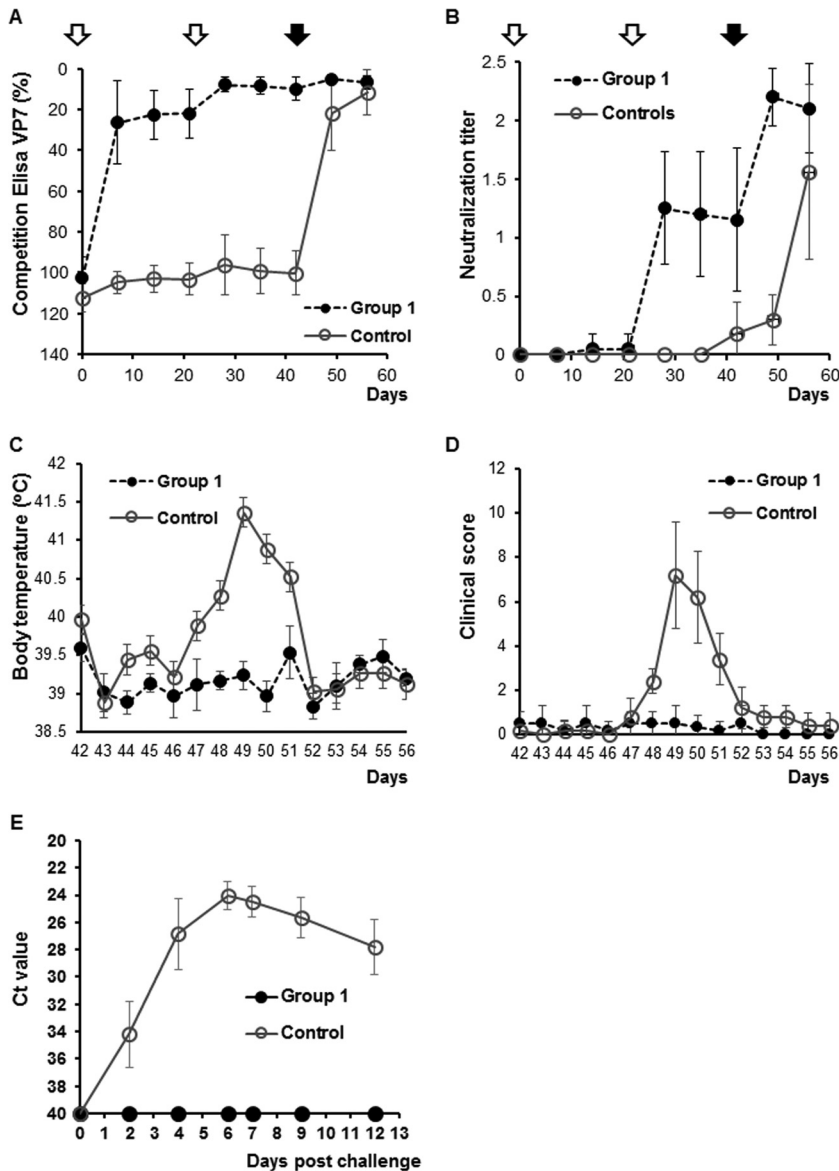 A
Competition Elisa VP7 (%)
0
20
40
60
80
100
120
140
Group 1
Control
0 10 20 30 40 50 60
Days
B
Neutralization titer
2.5
2
1.5
1
0.5
0
Group 1
Controls
0 10 20 30 40 50 60
Days
C
Body temperature (ºC)
42
41.5
41
40.5
40
39.5
39
38.5
Group 1
Control
42 43 44 45 46 47 48 49 50 51 52 53 54 55 56
Days
D
Clinical score
12
10
8
6
4
2
0
Group 1
Control
42 43 44 45 46 47 48 49 50 51 52 53 54 55 56
Days
E
Ct value
20
22
24
26
28
30
32
34
36
38
40
Group 1
Control
0 1 2 3 4 5 6 7 8 9 10 11 12 13
Days post challenge